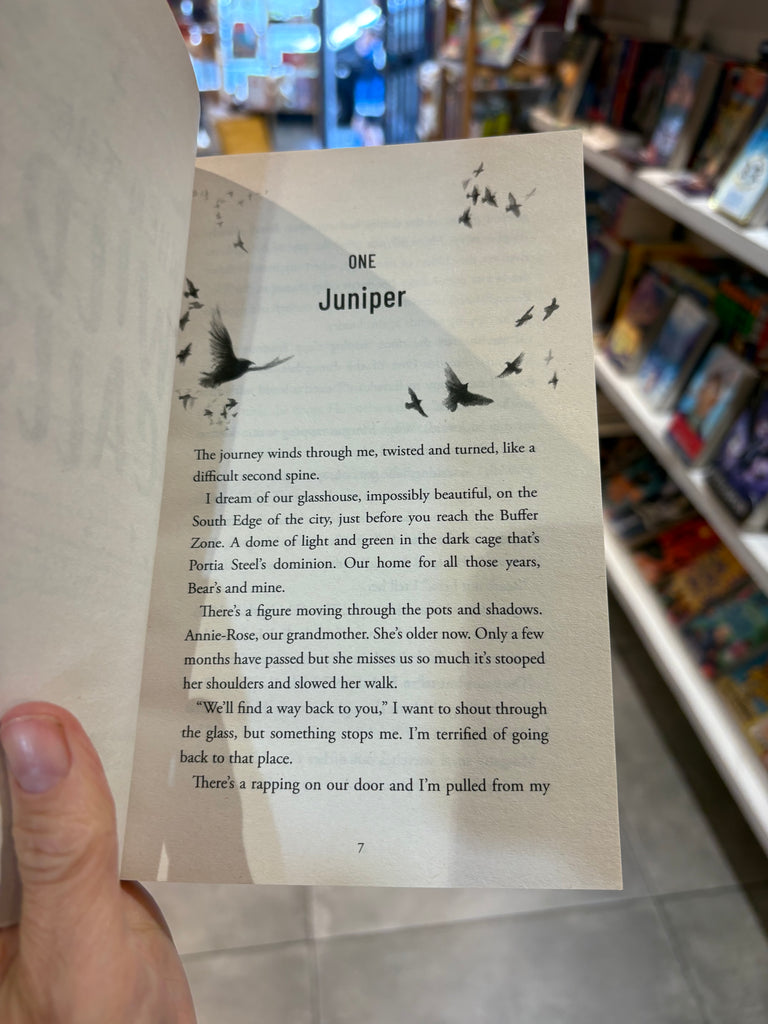 ONE
Juniper
The journey winds through me, twisted and turned, like a
difficult second spine.
I dream of our glasshouse, impossibly beautiful, on the
South Edge of the city, just before you reach the Buffer
Zone. A dome of light and green in the dark cage that's
Portia Steel's dominion. Our home for all those years,
Bear's and mine.
There's a figure moving through the pots and shadows.
Annie-Rose, our grandmother. She's older now. Only a few
months have passed but she misses us so much it's stooped
her shoulders and slowed her walk.
“We'll find a way back to you,” I want to shout through
the glass, but something stops me. I'm terrified of going
back to that place.
There's a rapping on our door and I'm pulled from my
7